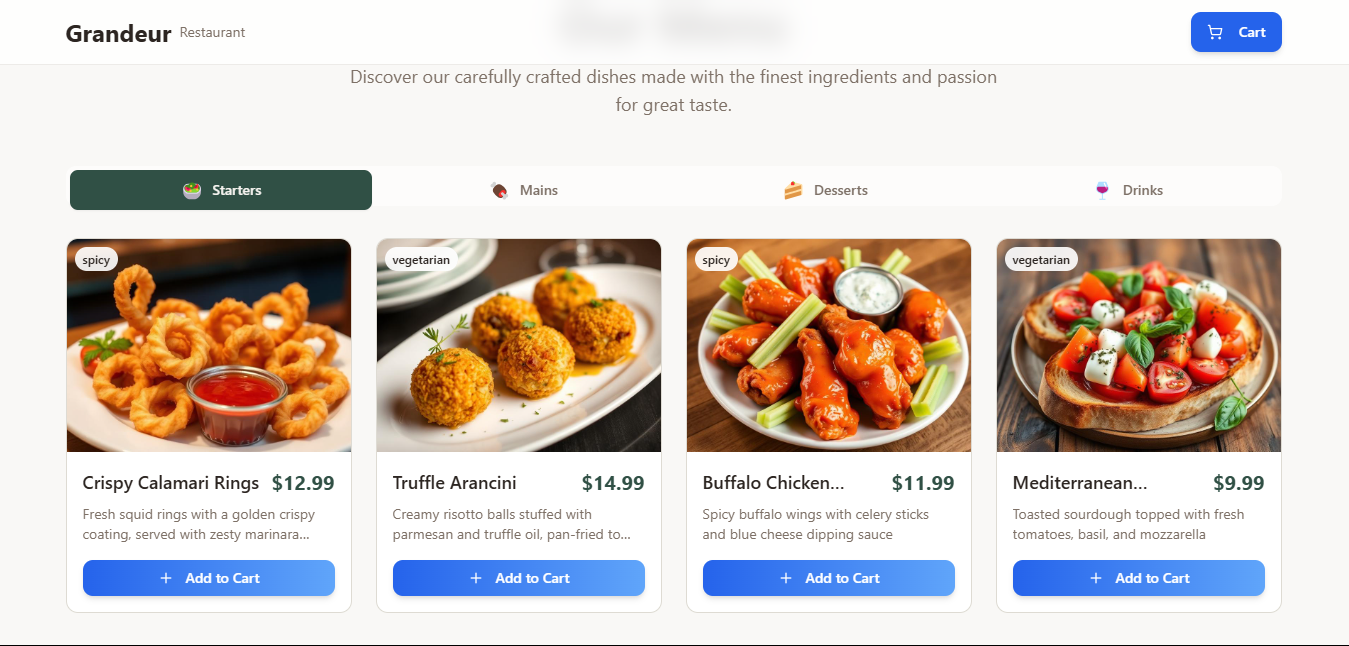 Grandeur Restaurant
Cart
Discover our carefully crafted dishes made with the finest ingredients and passion
for great taste.
Starters
Mains
Desserts
Drinks
spicy
vegetarian
spicy
vegetarian
Crispy Calamari Rings $12.99
Fresh squid rings with a golden crispy
coating, served with zesty marinara...
Add to Cart
Truffle Arancini $14.99
Creamy risotto balls stuffed with
parmesan and truffle oil, pan-fried to...
Add to Cart
Buffalo Chicken... $11.99
Spicy buffalo wings with celery sticks
and blue cheese dipping sauce
Add to Cart
Mediterranean... $9.99
Toasted sourdough topped with fresh
tomatoes, basil, and mozzarella
Add to Cart